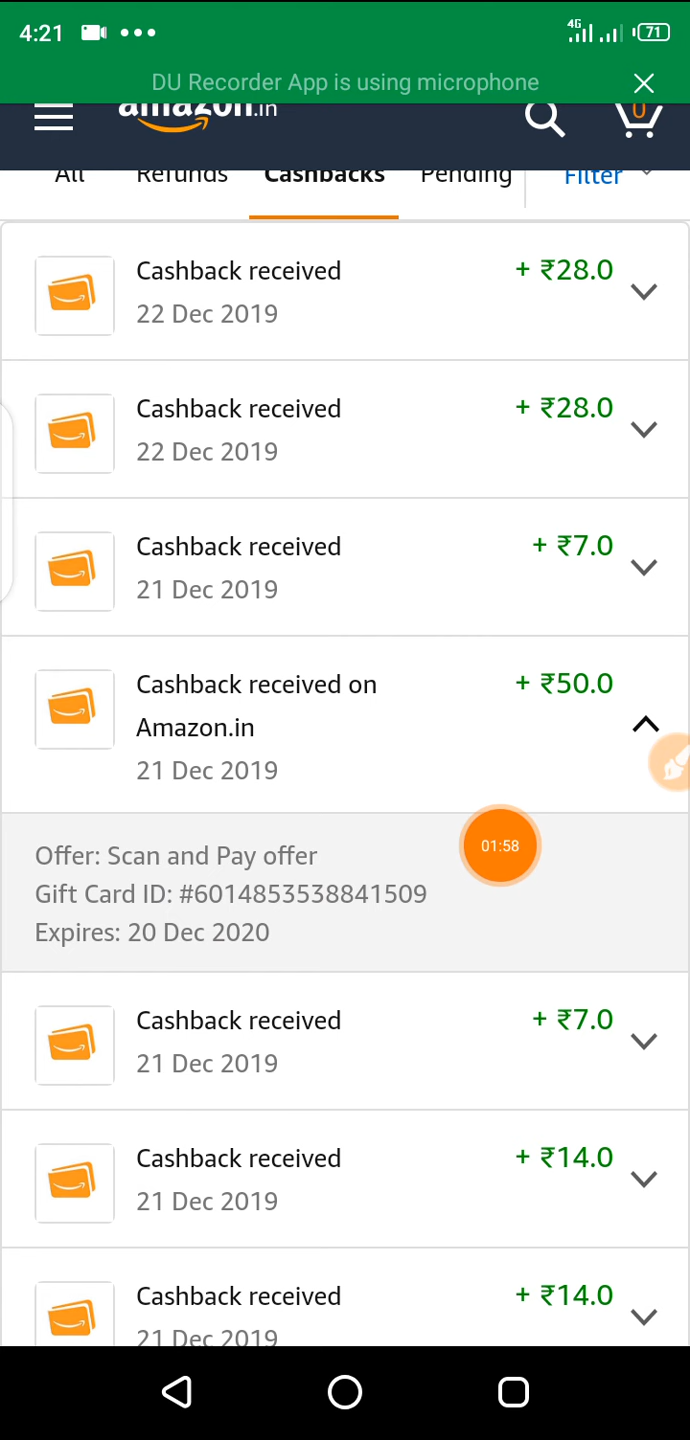 4:21 4G 71
DU Recorder App is using microphone
amazon.in 0
All Refunds Cashbacks Pending Filter
Cashback received + ₹28.0
22 Dec 2019
Cashback received + ₹28.0
22 Dec 2019
Cashback received + ₹7.0
21 Dec 2019
Cashback received on + ₹50.0
Amazon.in
21 Dec 2019
01:58
Offer: Scan and Pay offer
Gift Card ID: #6014853538841509
Expires: 20 Dec 2020
Cashback received + ₹7.0
21 Dec 2019
Cashback received + ₹14.0
21 Dec 2019
Cashback received + ₹14.0
21 Dec 2019